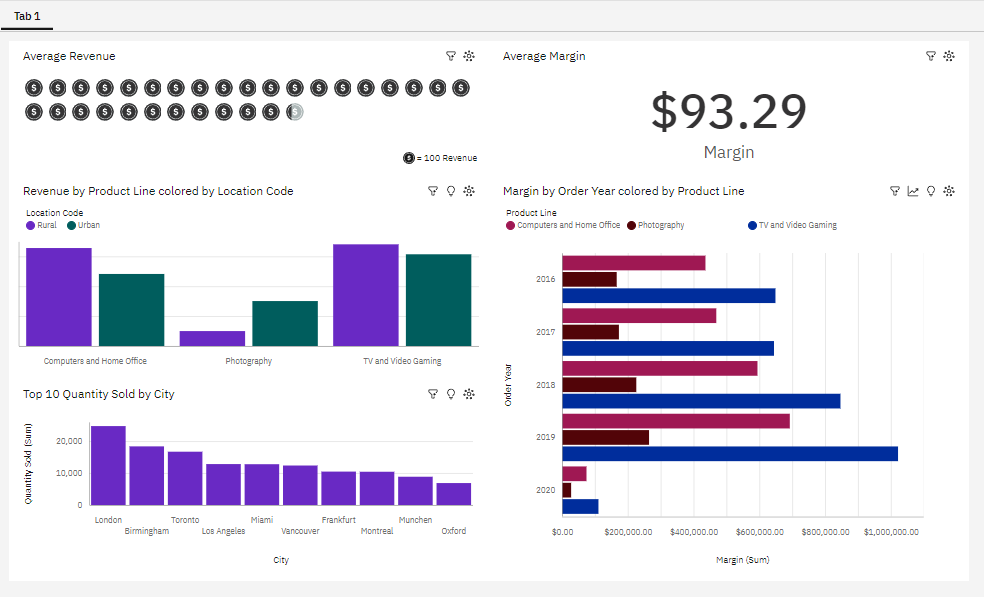 Tab 1
Average Revenue
= 100 Revenue
Average Margin
$93.29
Margin
Revenue by Product Line colored by Location Code
Location Code
Rural Urban
Computers and Home Office Photography TV and Video Gaming
Top 10 Quantity Sold by City
Quantity Sold (Sum)
20,000
10,000
0
London Toronto Miami Frankfurt Munchen
Birmingham Los Angeles Vancouver Montreal Oxford
City
Margin by Order Year colored by Product Line
Product Line
Computers and Home Office Photography TV and Video Gaming
Order Year
2016
2017
2018
2019
2020
$0.00 $200,000.00 $400,000.00 $600,000.00 $800,000.00 $1,000,000.00
Margin (Sum)